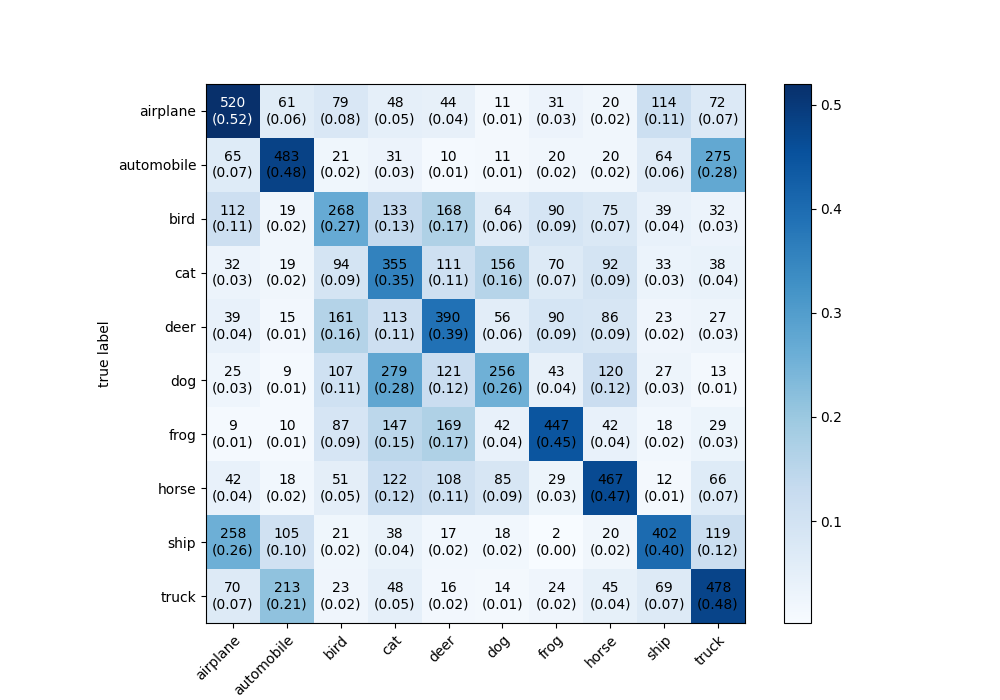 airplane 520 61 79 48 44 11 31 20 114 72
(0.52) (0.06) (0.08) (0.05) (0.04) (0.01) (0.03) (0.02) (0.11) (0.07)
automobile 65 483 21 31 10 11 20 20 64 275
(0.07) (0.48) (0.02) (0.03) (0.01) (0.01) (0.02) (0.02) (0.06) (0.28)
bird 112 19 268 133 168 64 90 75 39 32
(0.11) (0.02) (0.27) (0.13) (0.17) (0.06) (0.09) (0.07) (0.04) (0.03)
cat 32 19 94 355 111 156 70 92 33 38
(0.03) (0.02) (0.09) (0.35) (0.11) (0.16) (0.07) (0.09) (0.03) (0.04)
deer 39 15 161 113 390 56 90 86 23 27
(0.04) (0.01) (0.16) (0.11) (0.39) (0.06) (0.09) (0.09) (0.02) (0.03)
dog 25 9 107 279 121 256 43 120 27 13
(0.03) (0.01) (0.11) (0.28) (0.12) (0.26) (0.04) (0.12) (0.03) (0.01)
frog 9 10 87 147 169 42 447 42 18 29
(0.01) (0.01) (0.09) (0.15) (0.17) (0.04) (0.45) (0.04) (0.02) (0.03)
horse 42 18 51 122 108 85 29 467 12 66
(0.04) (0.02) (0.05) (0.12) (0.11) (0.09) (0.03) (0.47) (0.01) (0.07)
ship 258 105 21 38 17 18 2 20 402 119
(0.26) (0.10) (0.02) (0.04) (0.02) (0.02) (0.00) (0.02) (0.40) (0.12)
truck 70 213 23 48 16 14 24 45 69 478
(0.07) (0.21) (0.02) (0.05) (0.02) (0.01) (0.02) (0.04) (0.07) (0.48)
airplane automobile bird cat deer dog frog horse ship truck
true label
0.5
0.4
0.3
0.2
0.1